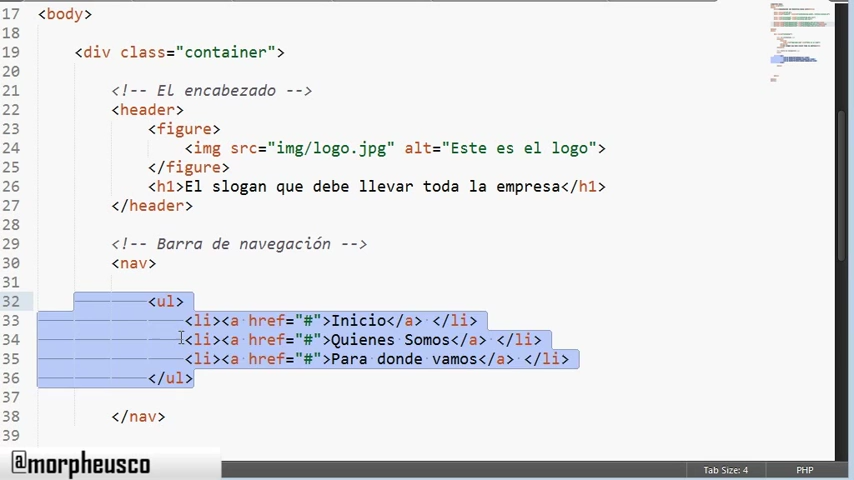 17 <body>
18
19 <div class="container">
20
21 <!-- El encabezado -->
22 <header>
23 <figure>
24 <img src="img/logo.jpg" alt="Este es el logo">
25 </figure>
26 <h1>El slogan que debe llevar toda la empresa</h1>
27 </header>
28
29 <!-- Barra de navegación -->
30 <nav>
31
32 <ul>
33 <li><a href="#">Inicio</a> </li>
34 <li><a href="#">Quienes Somos</a> </li>
35 <li><a href="#">Para donde vamos</a> </li>
36 </ul>
37
38 </nav>
39
@morpheusco
Tab Size: 4 PHP